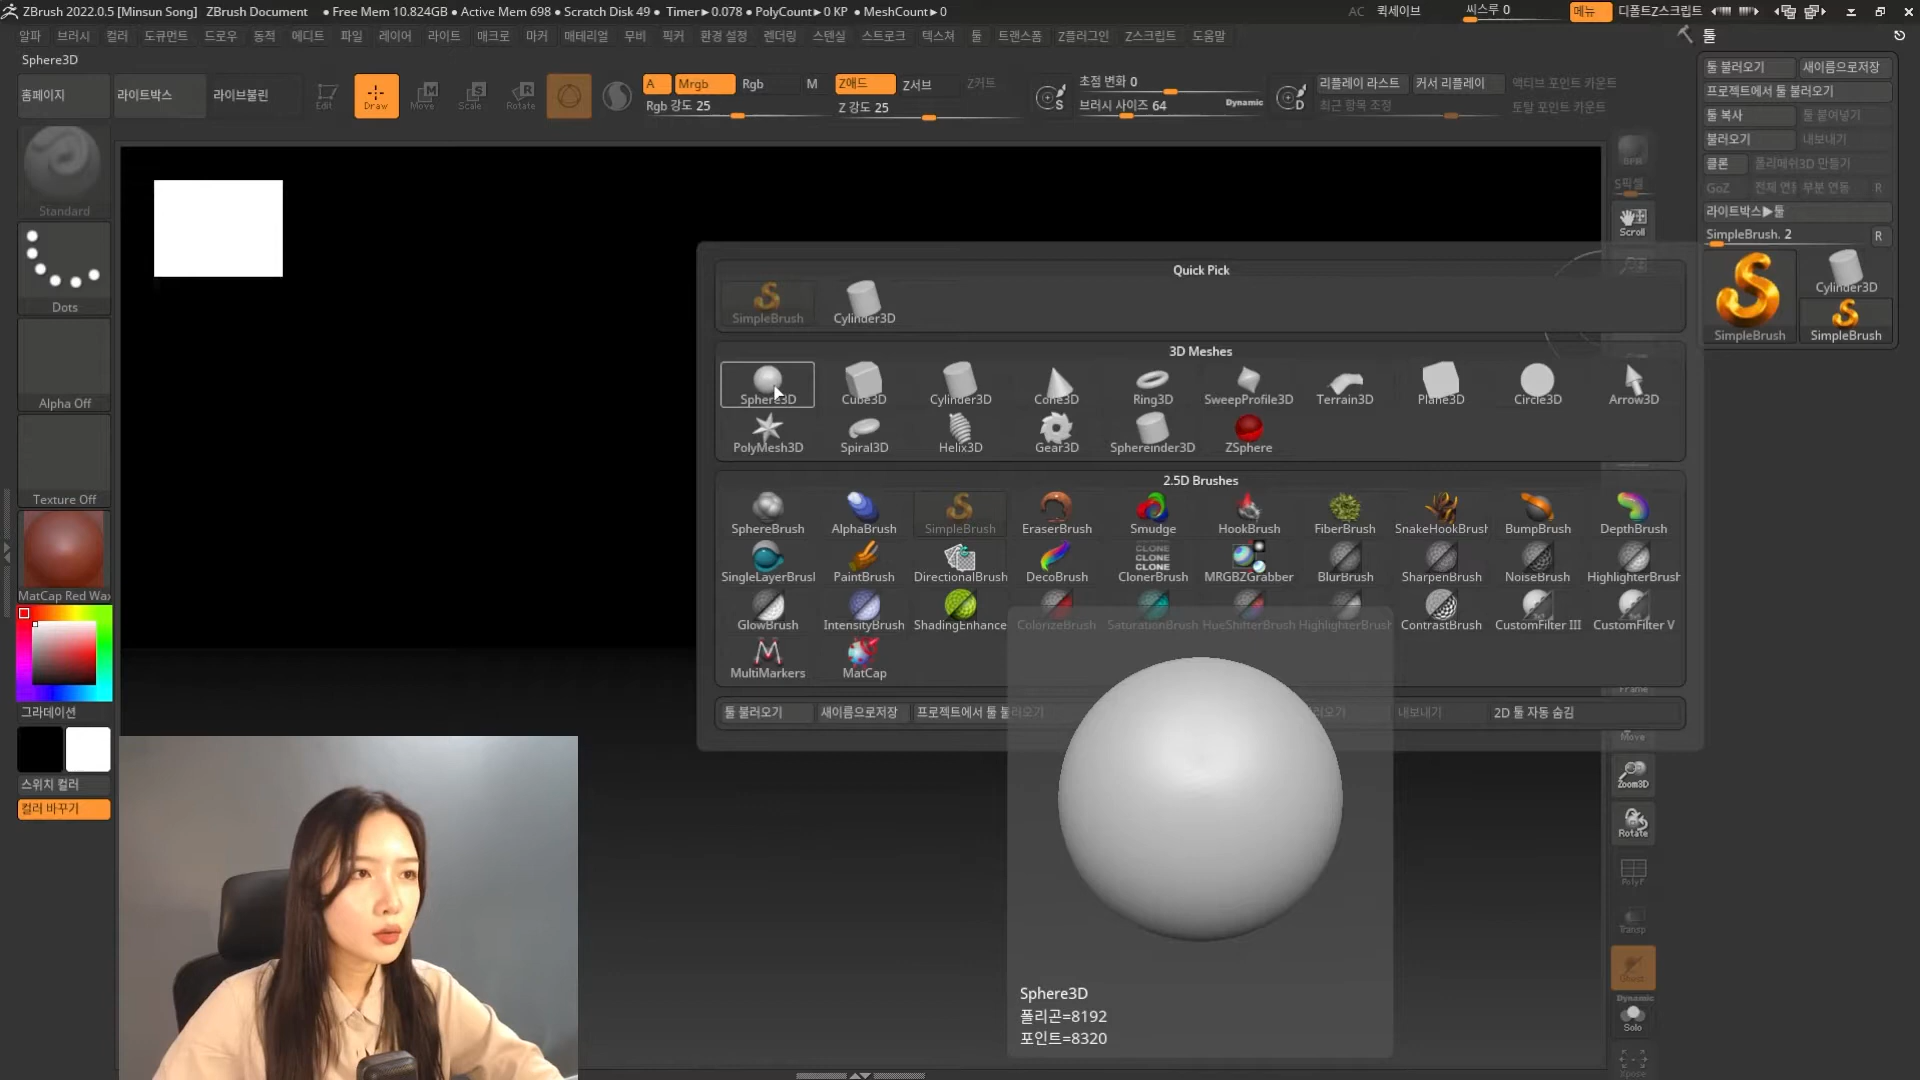 ZBrush 2022.0.5 [Minsun Song] ZBrush Document ● Free Mem 10.824GB ● Active Mem 698 ● Scratch Disk 49 ● Timer►0.078 ● PolyCount►0 KP ● MeshCount►0 AC 퀵세이브 씨스루 0 메뉴 디폴트Z스크립트
알파 브러시 컬러 도큐먼트 드로우 동적 에디트 파일 레이어 라이트 매크로 마커 매테리얼 무비 픽커 환경 설정 렌더링 스텐실 스트로크 텍스쳐 툴 트랜스폼 Z플러그인 Z스크립트 도움말
Sphere3D
홈페이지 라이트박스 라이브불린
Edit Draw Move Scale Rotate
A Mrgb Rgb M Z애드 Z서브 Z커트
Rgb 강도 25 Z 강도 25
S 초점 변화 0
브러시 사이즈 64 Dynamic
D 리플레이 라스트 커서 리플레이 액티브 포인트 카운트
최근 항목 조정 토탈 포인트 카운트
툴
툴 불러오기 새이름으로저장
프로젝트에서 툴 불러오기
툴 복사 툴 붙여넣기
불러오기 내보내기
클론 폴리메쉬3D 만들기
GoZ 전체 연동 부분 연동 R
라이트박스▶툴
SimpleBrush. 2 R
SimpleBrush Cylinder3D
SimpleBrush
Standard
Dots
Alpha Off
Texture Off
MatCap Red Wax
그라데이션
스위치 컬러
컬러 바꾸기
Quick Pick
SimpleBrush Cylinder3D
3D Meshes
Sphere3D Cube3D Cylinder3D Cone3D Ring3D SweepProfile3D Terrain3D Plane3D Circle3D Arrow3D
PolyMesh3D Spiral3D Helix3D Gear3D Sphereinder3D ZSphere
2.5D Brushes
SphereBrush AlphaBrush SimpleBrush EraserBrush Smudge HookBrush FiberBrush SnakeHookBrush BumpBrush DepthBrush
SingleLayerBrusl PaintBrush DirectionalBrush DecoBrush ClonerBrush MRGBZGrabber BlurBrush SharpenBrush NoiseBrush HighlighterBrush
CLONE
CLONE
CLONE
GlowBrush IntensityBrush ShadingEnhance ColorizeBrush SaturationBrush HueShifterBrush HighlighterBrush ContrastBrush CustomFilter III CustomFilter V
MultiMarkers MatCap
툴 불러오기 새이름으로저장 프로젝트에서 툴 불러오기 내보내기 2D 툴 자동 숨김
Sphere3D
폴리곤=8192
포인트=8320
BPR
S픽셀
Scroll
Frame
Move
Zoom3D
Rotate
PolyF
Transp
Ghost
Dynamic
Solo
Xpose